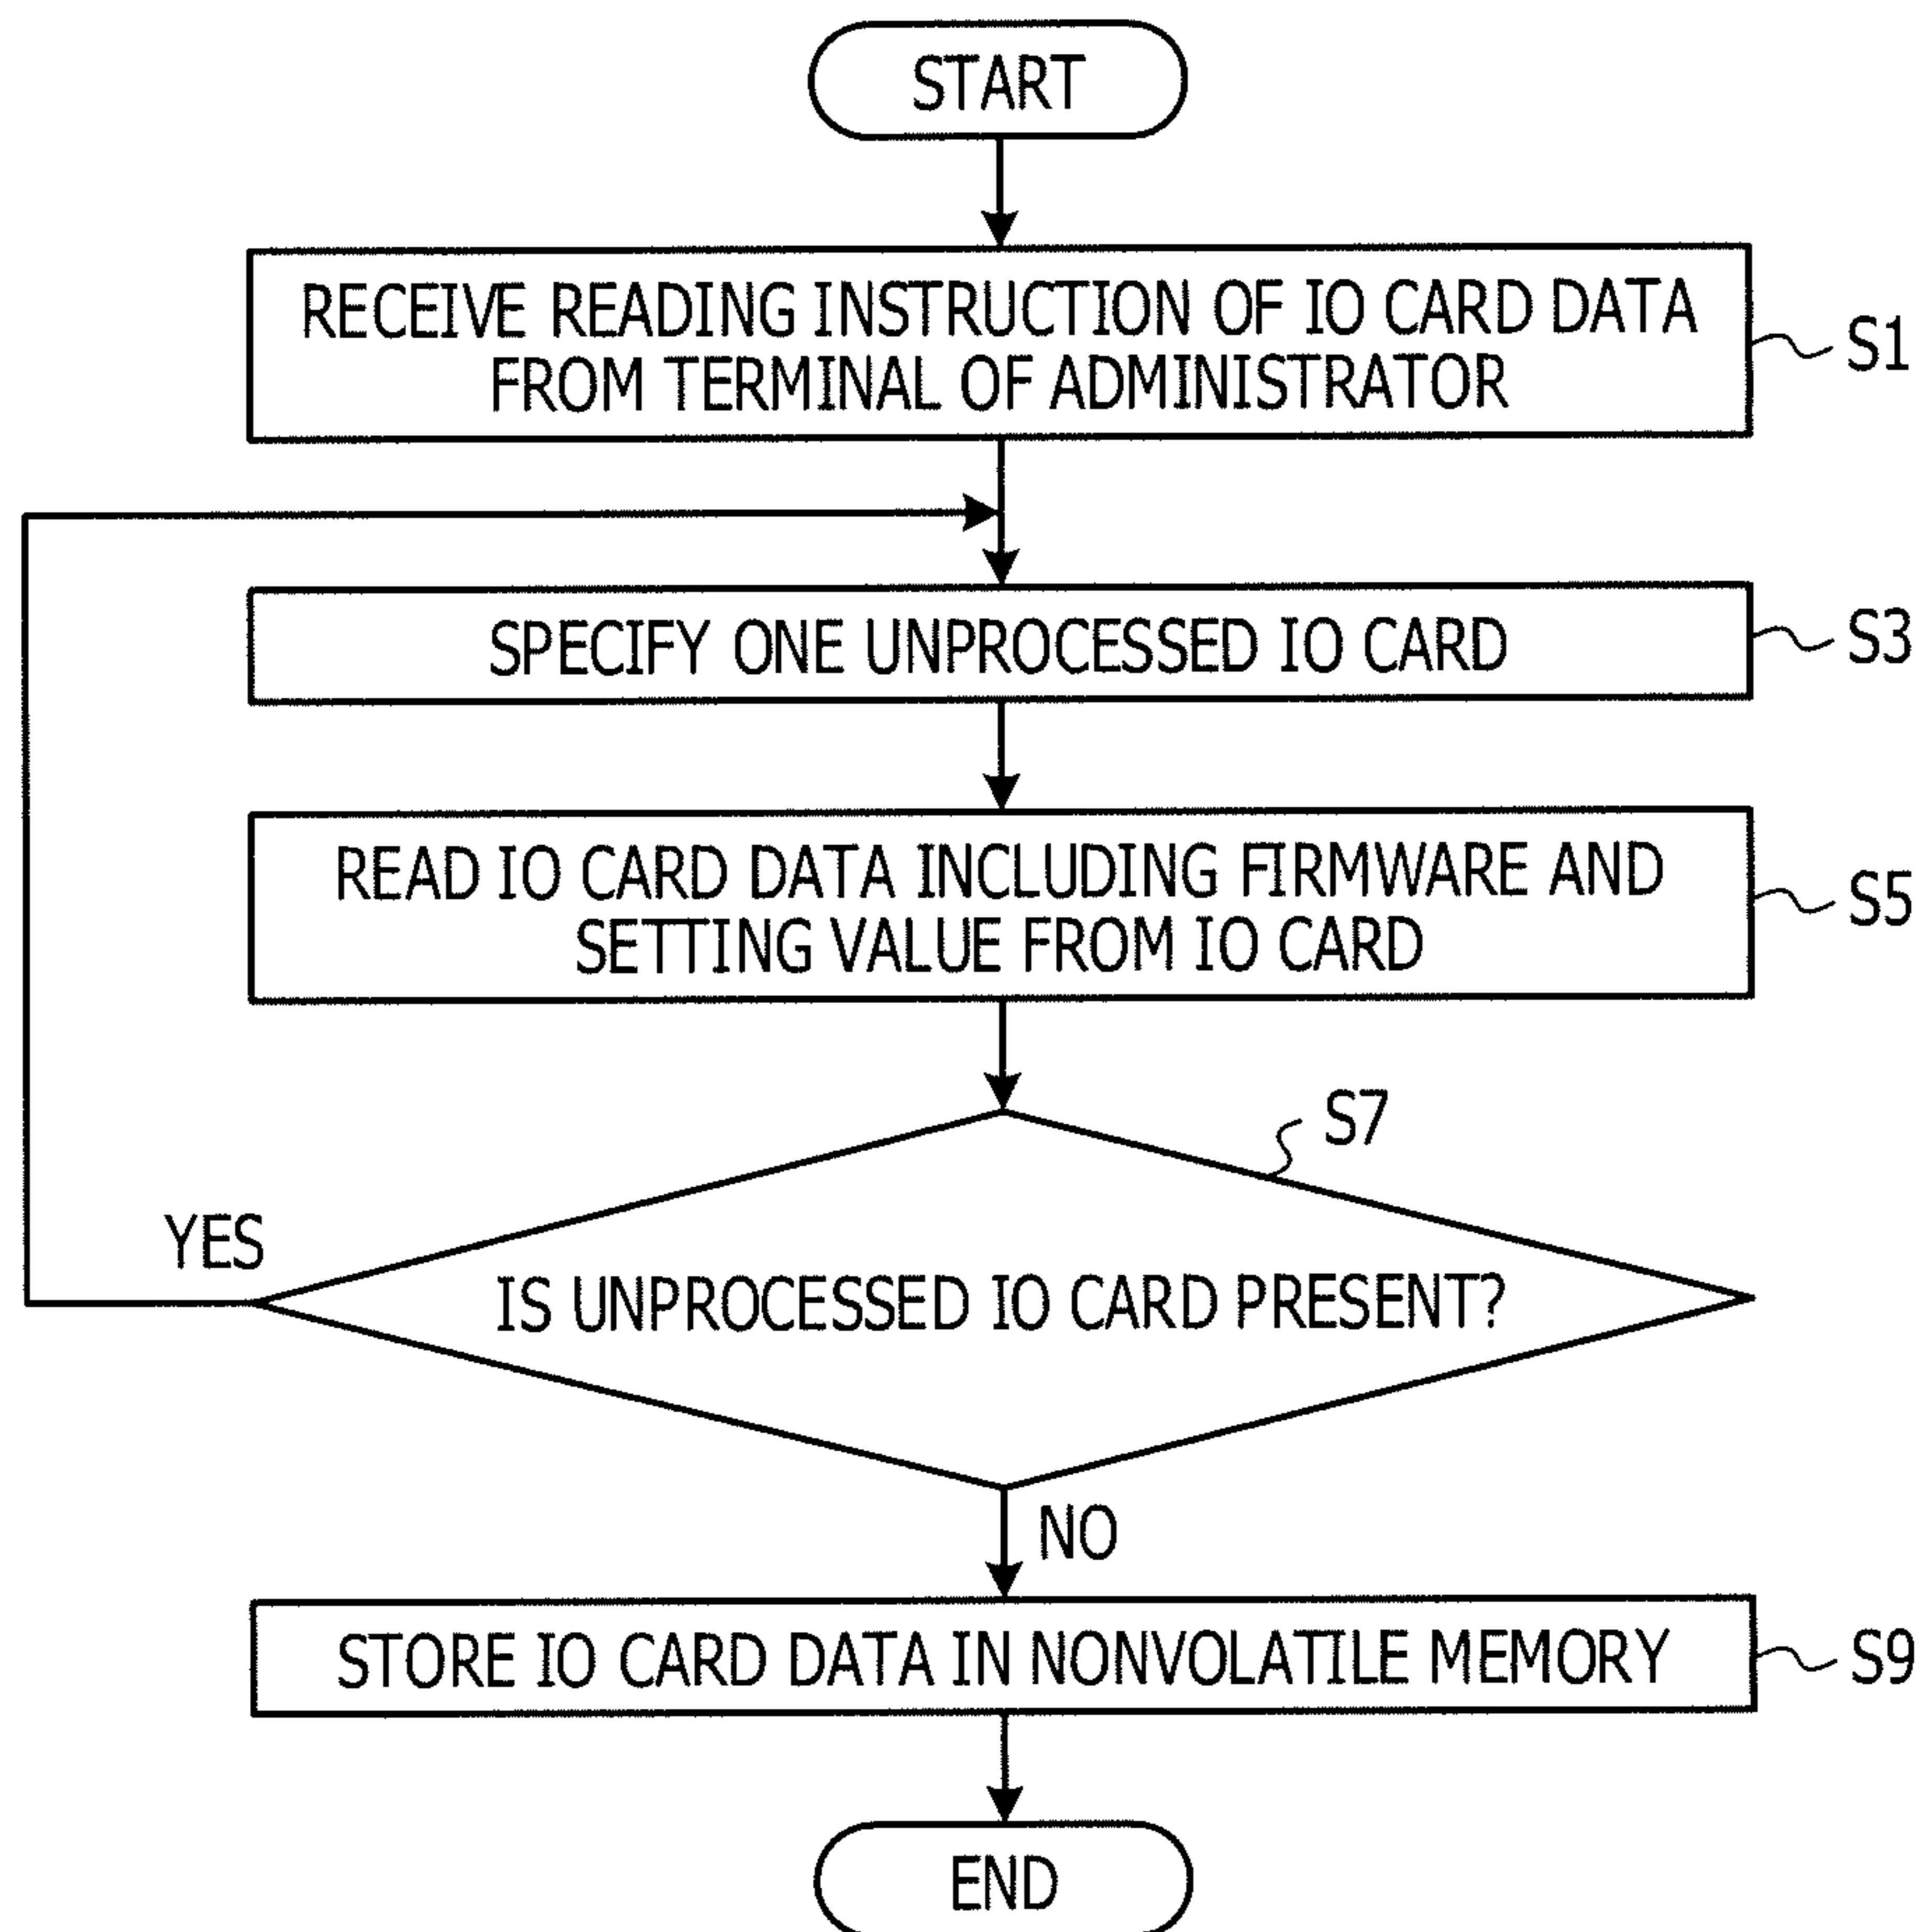 START
RECEIVE READING INSTRUCTION OF IO CARD DATA
FROM TERMINAL OF ADMINISTRATOR
S1
SPECIFY ONE UNPROCESSED IO CARD
S3
READ IO CARD DATA INCLUDING FIRMWARE AND
SETTING VALUE FROM IO CARD
S5
S7
YES
IS UNPROCESSED IO CARD PRESENT?
NO
STORE IO CARD DATA IN NONVOLATILE MEMORY
S9
END